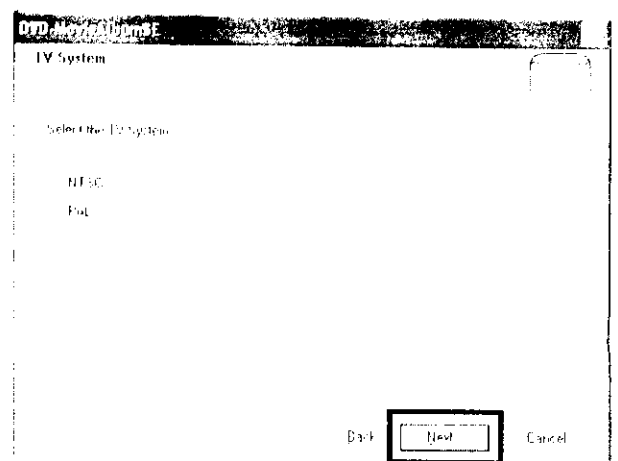 DVD-MovieAlbumSE
TV System
Select the TV System
NTSC
PAL
Back Next Cancel